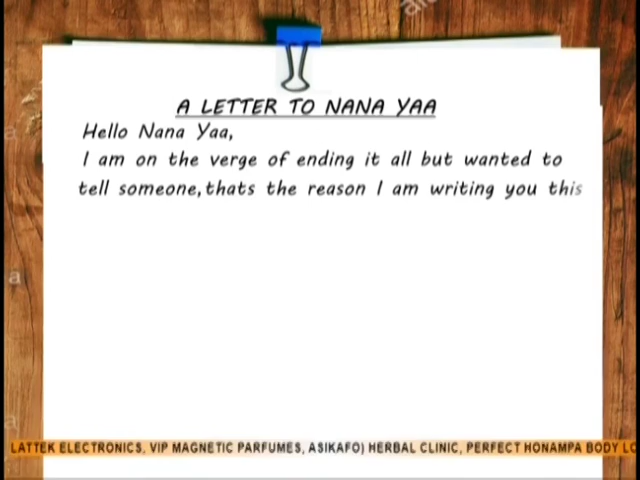 A LETTER TO NANA YAA
Hello Nana Yaa,
I am on the verge of ending it all but wanted to
tell someone,thats the reason I am writing you this
LATTEK ELECTRONICS, VIP MAGNETIC PARFUMES, ASIKAFO) HERBAL CLINIC, PERFECT HONAMPA BODY LO